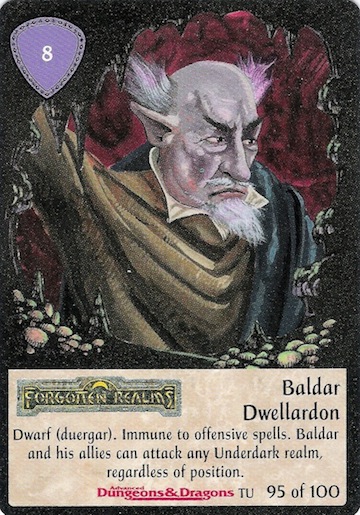 8
FORGOTTEN REALMS
Baldar
Dwellardon
Dwarf (duergar). Immune to offensive spells. Baldar
and his allies can attack any Underdark realm,
regardless of position.
Advanced
Dungeons&Dragons TU 95 of 100